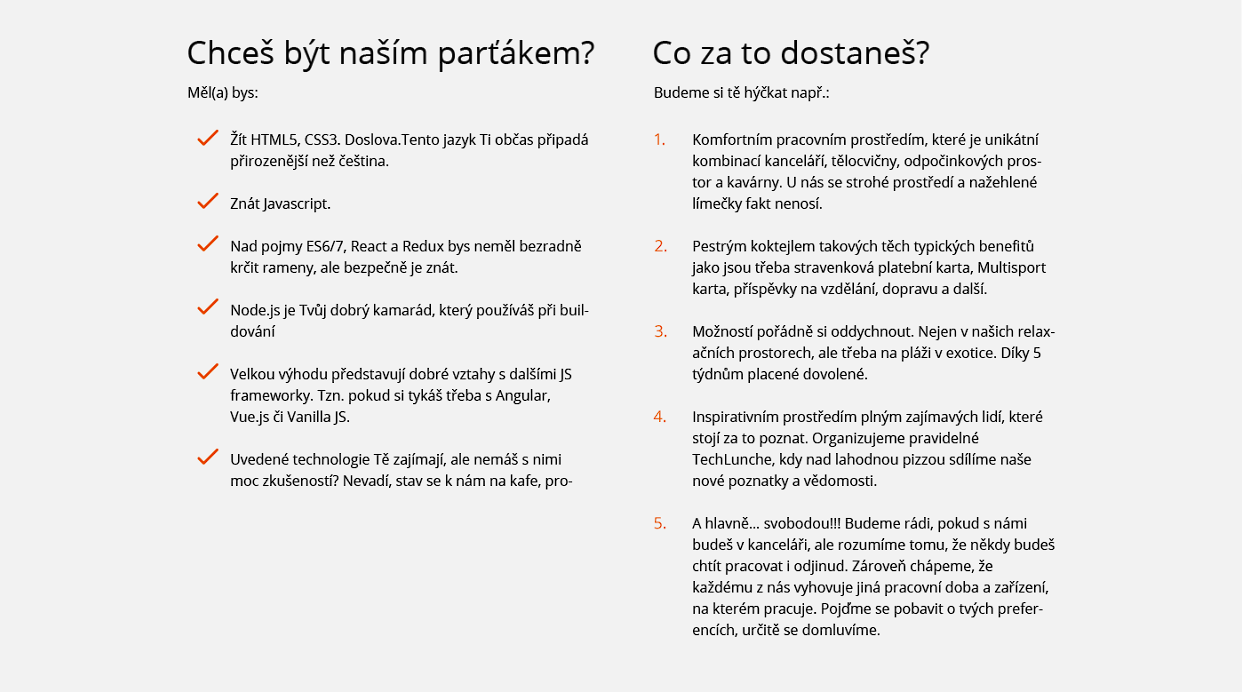 Chceš být naším parťákem?
Měl(a) bys:
Žít HTML5, CSS3. Doslova.Tento jazyk Ti občas připadá
přirozenější než čeština.
Znát Javascript.
Nad pojmy ES6/7, React a Redux bys neměl bezradně
krčit rameny, ale bezpečně je znát.
Node.js je Tvůj dobrý kamarád, který používáš při buil-
dování
Velkou výhodu představují dobré vztahy s dalšími JS
frameworky. Tzn. pokud si tykáš třeba s Angular,
Vue.js či Vanilla JS.
Uvedené technologie Tě zajímají, ale nemáš s nimi
moc zkušeností? Nevadí, stav se k nám na kafe, pro-
Co za to dostaneš?
Budeme si tě hýčkat např.:
1. Komfortním pracovním prostředím, které je unikátní
kombinací kanceláří, tělocvičny, odpočinkových pros-
tor a kavárny. U nás se strohé prostředí a nažehlené
límečky fakt nenosí.
2. Pestrým koktejlem takových těch typických benefitů
jako jsou třeba stravenková platební karta, Multisport
karta, příspěvky na vzdělání, dopravu a další.
3. Možností pořádně si oddychnout. Nejen v našich relax-
ačních prostorech, ale třeba na pláži v exotice. Díky 5
týdnům placené dovolené.
4. Inspirativním prostředím plným zajímavých lidí, které
stojí za to poznat. Organizujeme pravidelné
TechLunche, kdy nad lahodnou pizzou sdílíme naše
nové poznatky a vědomosti.
5. A hlavně... svobodou!!! Budeme rádi, pokud s námi
budeš v kanceláři, ale rozumíme tomu, že někdy budeš
chtít pracovat i odjinud. Zároveň chápeme, že
každému z nás vyhovuje jiná pracovní doba a zařízení,
na kterém pracuje. Pojďme se pobavit o tvých prefer-
encích, určitě se domluvíme.